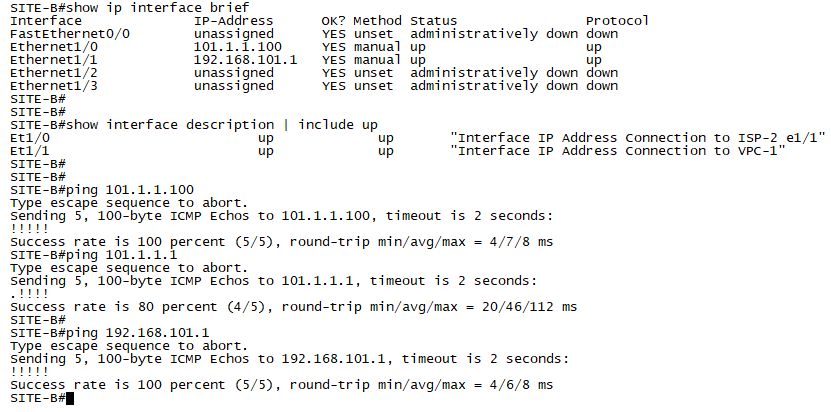 SITE-B#show ip interface brief
Interface IP-Address OK? Method Status Protocol
FastEthernet0/0 unassigned YES unset administratively down down
Ethernet1/0 101.1.1.100 YES manual up up
Ethernet1/1 192.168.101.1 YES manual up up
Ethernet1/2 unassigned YES unset administratively down down
Ethernet1/3 unassigned YES unset administratively down down
SITE-B#
SITE-B#
SITE-B#show interface description | include up
Et1/0 up up "Interface IP Address Connection to ISP-2 e1/1"
Et1/1 up up "Interface IP Address Connection to VPC-1"
SITE-B#
SITE-B#
SITE-B#ping 101.1.1.100
Type escape sequence to abort.
Sending 5, 100-byte ICMP Echos to 101.1.1.100, timeout is 2 seconds:
!!!!!
Success rate is 100 percent (5/5), round-trip min/avg/max = 4/7/8 ms
SITE-B#ping 101.1.1.1
Type escape sequence to abort.
Sending 5, 100-byte ICMP Echos to 101.1.1.1, timeout is 2 seconds:
.!!!!
Success rate is 80 percent (4/5), round-trip min/avg/max = 20/46/112 ms
SITE-B#
SITE-B#ping 192.168.101.1
Type escape sequence to abort.
Sending 5, 100-byte ICMP Echos to 192.168.101.1, timeout is 2 seconds:
!!!!!
Success rate is 100 percent (5/5), round-trip min/avg/max = 4/6/8 ms
SITE-B#